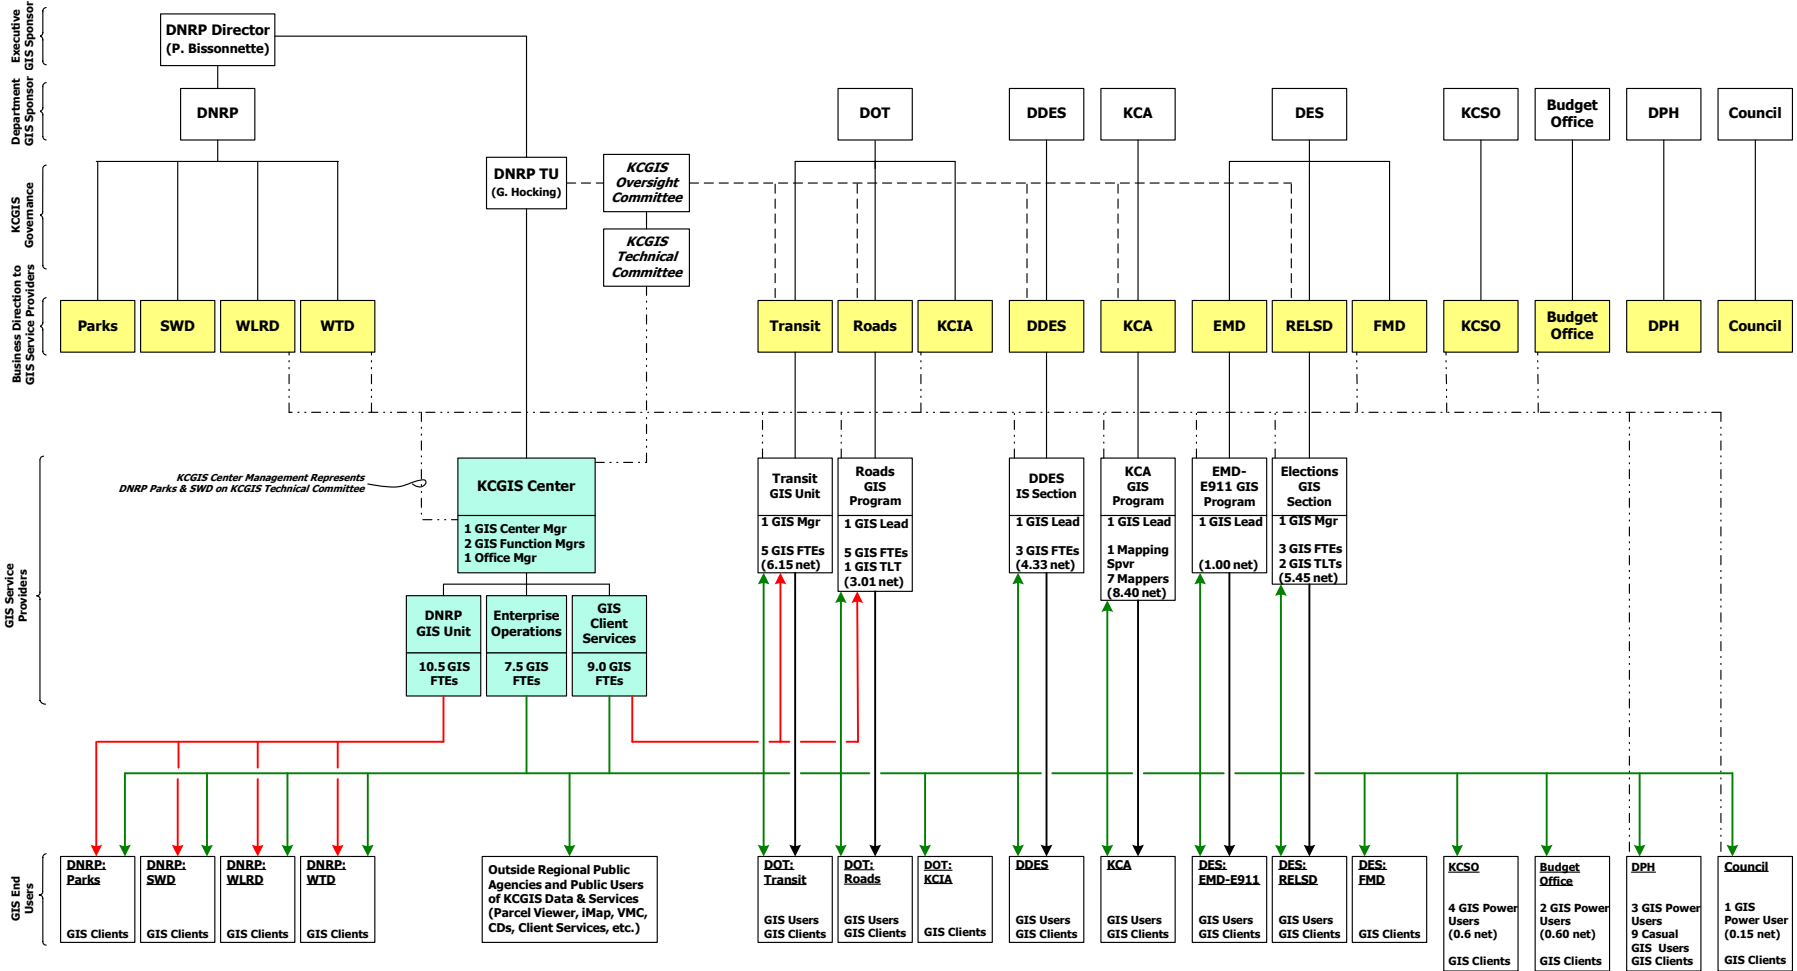 Executive
GIS Sponsor
DNRP Director
(P. Bissonnette)
Department
GIS Sponsor
DNRP
DOT
DDES
KCA
DES
KCSO
Budget
Office
DPH
Council
KCGIS
Governance
DNRP TU
(G. Hocking)
KCGIS
Oversight
Committee
KCGIS
Technical
Committee
Business Direction to
GIS Service Providers
Parks
SWD
WLRD
WTD
Transit
Roads
KCIA
DDES
KCA
EMD
RELSD
FMD
KCSO
Budget
Office
DPH
Council
GIS Service
Providers
KCGIS Center Management Represents
DNRP Parks & SWD on KCGIS Technical Committee
KCGIS Center
1 GIS Center Mgr
2 GIS Function Mgrs
1 Office Mgr
DNRP
GIS Unit
10.5 GIS
FTEs
Enterprise
Operations
7.5 GIS
FTEs
GIS
Client
Services
9.0 GIS
FTEs
Transit
GIS Unit
1 GIS Mgr
5 GIS FTEs
(6.15 net)
Roads
GIS
Program
1 GIS Lead
5 GIS FTEs
1 GIS TLT
(3.01 net)
DDES
IS Section
1 GIS Lead
3 GIS FTEs
(4.33 net)
KCA
GIS
Program
1 GIS Lead
1 Mapping
Spvr
7 Mappers
(8.40 net)
EMD-
E911 GIS
Program
1 GIS Lead
(1.00 net)
Elections
GIS
Section
1 GIS Mgr
3 GIS FTEs
2 GIS TLTs
(5.45 net)
GIS End
Users
DNRP:
Parks
GIS Clients
DNRP:
SWD
GIS Clients
DNRP:
WLRD
GIS Clients
DNRP:
WTD
GIS Clients
Outside Regional Public
Agencies and Public Users
of KCGIS Data & Services
(Parcel Viewer, iMap, VMC,
CDs, Client Services, etc.)
DOT:
Transit
GIS Users
GIS Clients
DOT:
Roads
GIS Users
GIS Clients
DOT:
KCIA
GIS Clients
DDES
GIS Users
GIS Clients
KCA
GIS Users
GIS Clients
DES:
EMD-E911
GIS Users
GIS Clients
DES:
RELSD
GIS Users
GIS Clients
DES:
FMD
GIS Clients
KCSO
4 GIS Power
Users
(0.6 net)
GIS Clients
Budget
Office
2 GIS Power
Users
(0.60 net)
GIS Clients
DPH
3 GIS Power
Users
9 Casual
GIS Users
GIS Clients
Council
1 GIS
Power User
(0.15 net)
GIS Clients